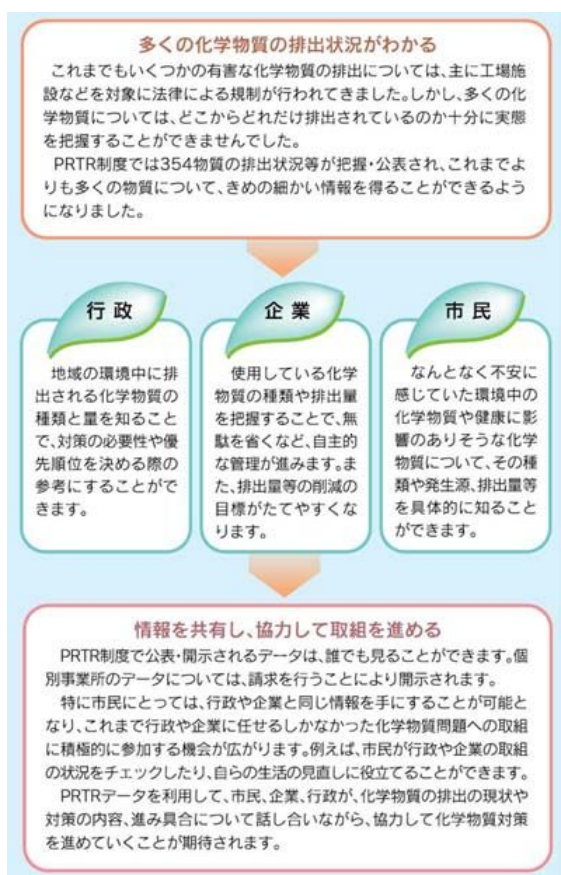 多くの化学物質の排出状況がわかる
これまでもいくつかの有害な化学物質の排出については、主に工場施
設などを対象に法律による規制が行われてきました。しかし、多くの化
学物質については、どこからどれだけ排出されているのか十分に実態
を把握することができませんでした。
PRTR制度では354物質の排出状況等が把握・公表され、これまでよ
りも多くの物質について、きめの細かい情報を得ることができるよう
になりました。
行政
地域の環境中に排
出される化学物質の
種類と量を知ること
で、対策の必要性や優
先順位を決める際の
参考にすることがで
きます。
企業
使用している化学
物質の種類や排出量
を把握することで、無
駄を省くなど、自主的
な管理が進みます。ま
た、排出量等の削減の
目標がたてやすくな
ります。
市民
なんとなく不安に
感じていた環境中の
化学物質や健康に影
響のありそうな化学
物質について、その種
類や発生源、排出量等
を具体的に知ること
ができます。
情報を共有し、協力して取組を進める
PRTR制度で公表・開示されるデータは、誰でも見ることができます。個
別事業所のデータについては、請求を行うことにより開示されます。
特に市民にとっては、行政や企業と同じ情報を手にすることが可能と
なり、これまで行政や企業に任せるしかなかった化学物質問題への取組
に積極的に参加する機会が広がります。例えば、市民が行政や企業の取組
の状況をチェックしたり、自らの生活の見直しに役立てることができます。
PRTRデータを利用して、市民、企業、行政が、化学物質の排出の現状や
対策の内容、進み具合について話し合いながら、協力して化学物質対策
を進めていくことが期待されます。